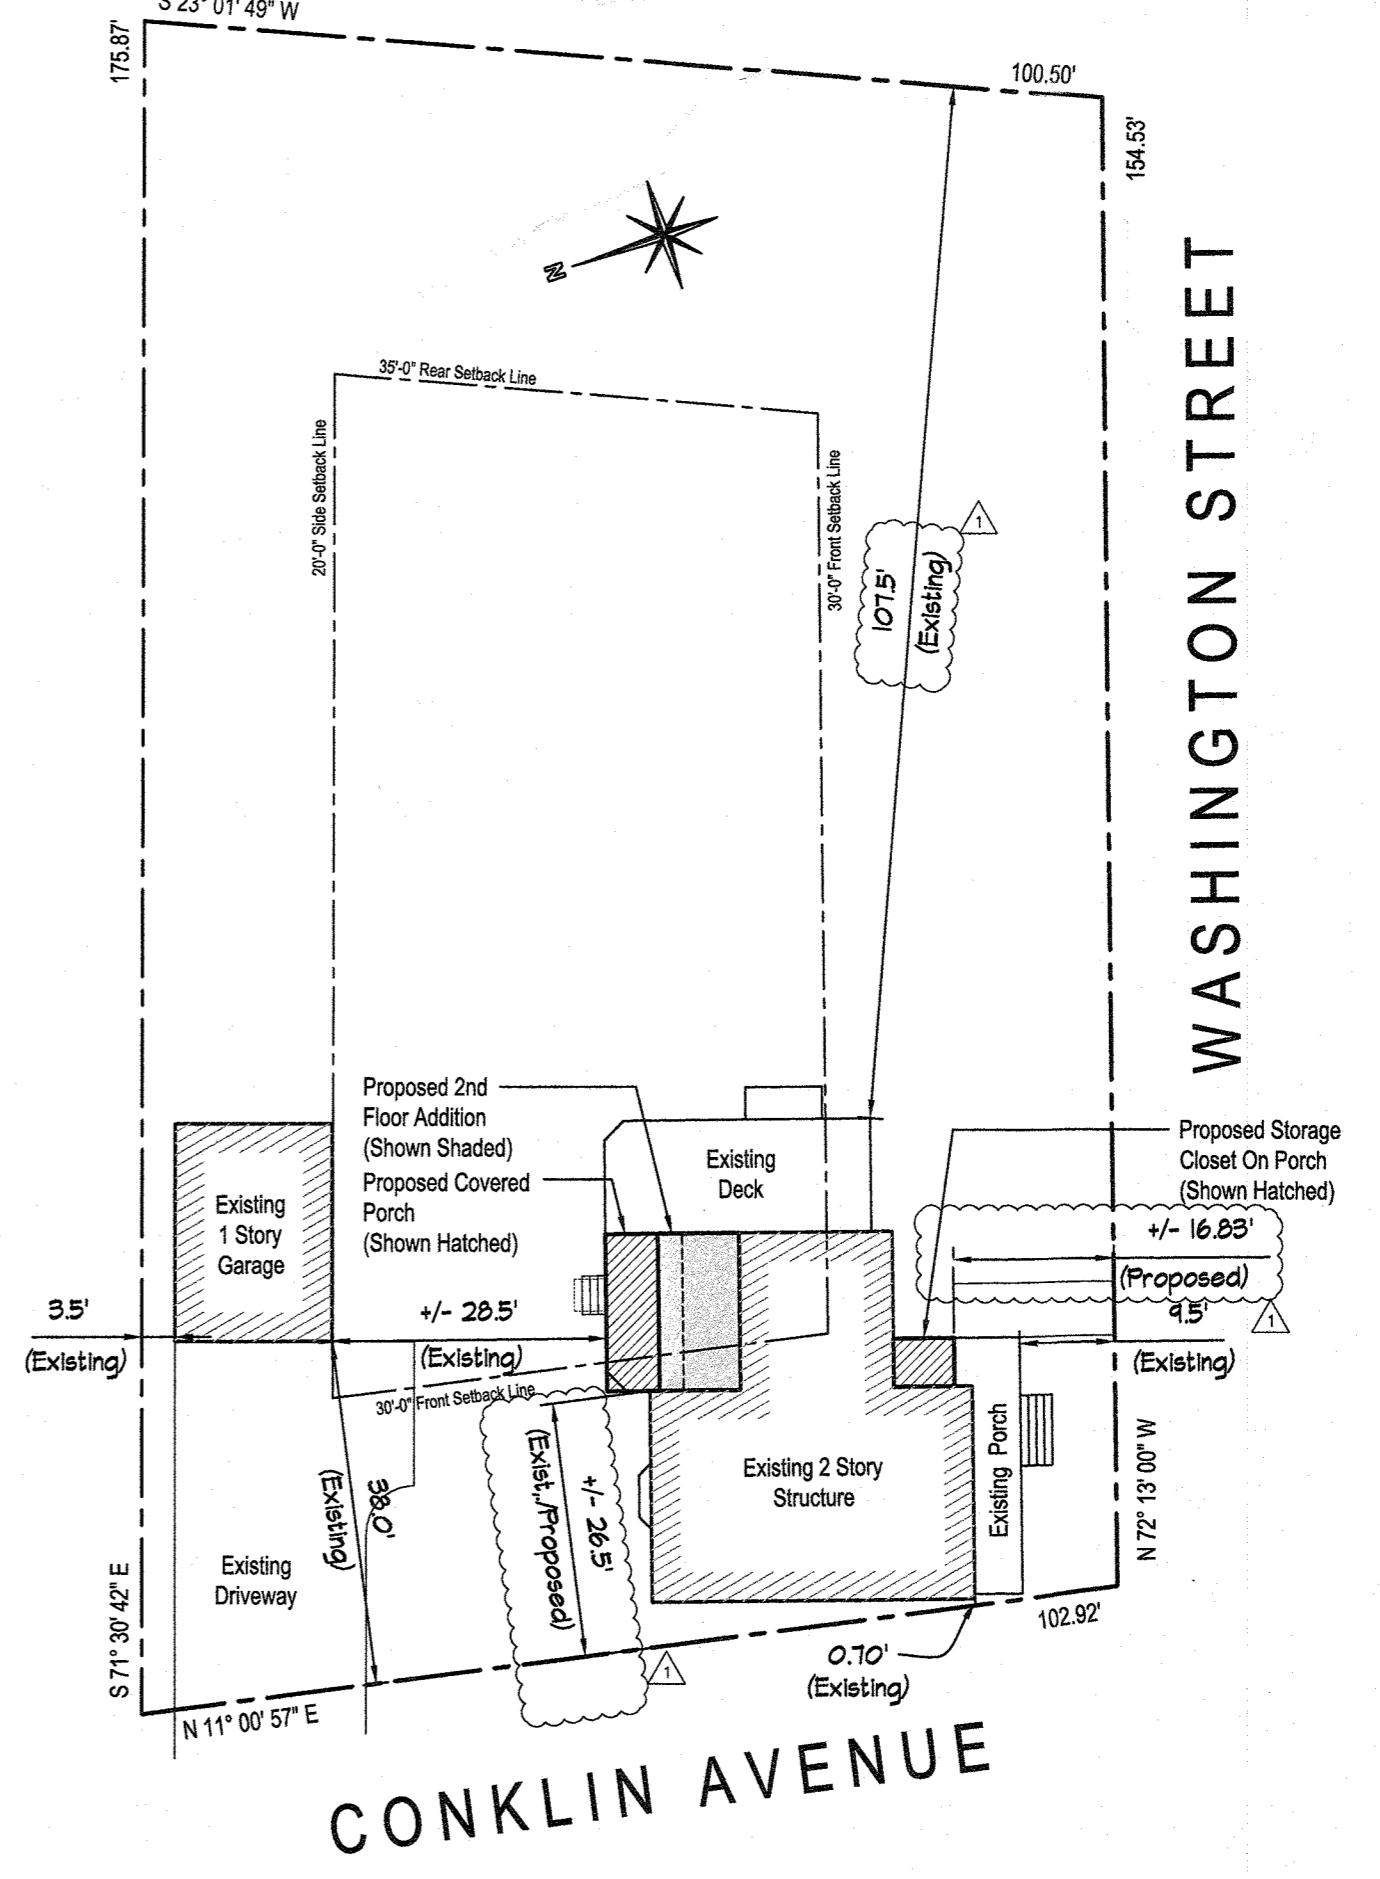 S 23° 01' 49" W
175.87'
100.50'
154.53'
N
35'-0" Rear Setback Line
20'-0" Side Setback Line
30'-0" Front Setback Line
1
107.5'
(Existing)
WASHINGTON STREET
Proposed 2nd
Floor Addition
(Shown Shaded)
Proposed Covered
Porch
(Shown Hatched)
Existing
Deck
Proposed Storage
Closet On Porch
(Shown Hatched)
Existing
1 Story
Garage
+/- 16.83'
(Proposed)
9.5'
(Existing)
1
3.5'
(Existing)
+/- 28.5'
(Existing)
30'-0" Front Setback Line
38.0'
(Existing)
+/- 26.5'
(Exist./Proposed)
1
Existing 2 Story
Structure
Existing Porch
N 72° 13' 00" W
Existing
Driveway
S 71° 30' 42" E
102.92'
0.70'
(Existing)
N 11° 00' 57" E
CONKLIN AVENUE